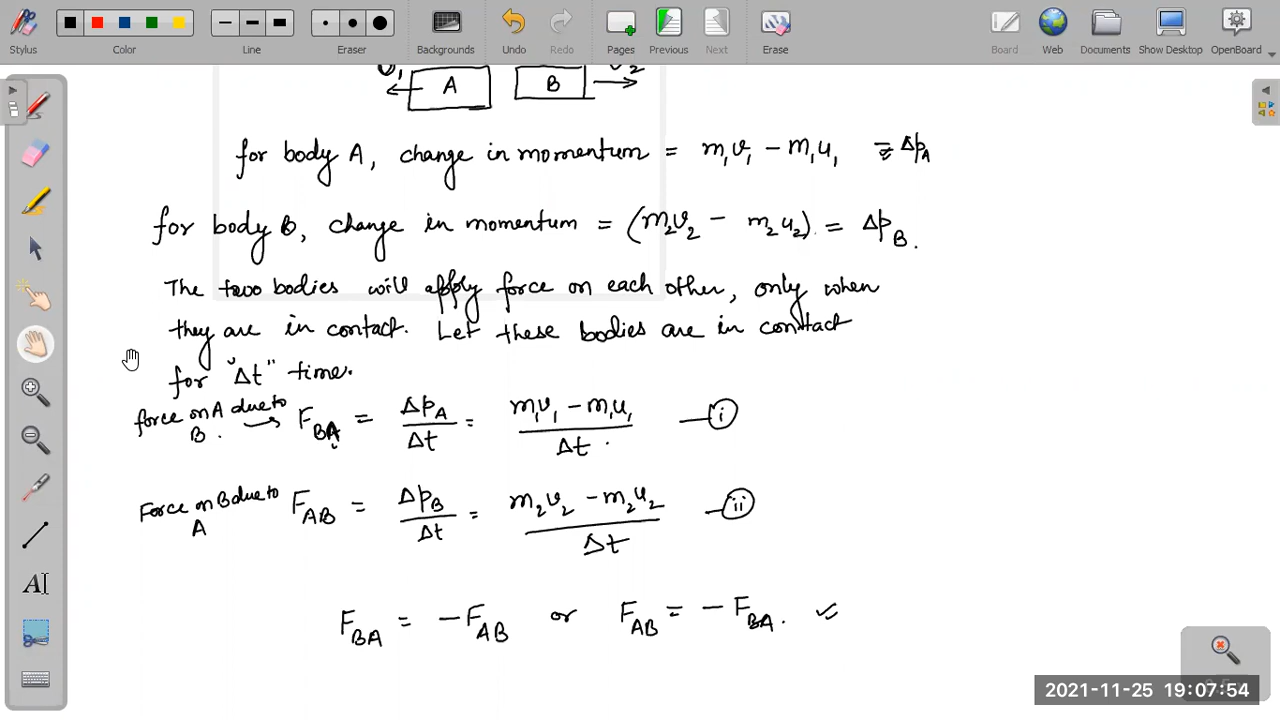 Stylus Color Line Eraser Backgrounds Undo Redo Pages Previous Next Erase Board Web Documents Show Desktop OpenBoard
v₁ A B v₂
for body A, change in momentum = m₁v₁ - m₁u₁ = Δp_A
for body B, change in momentum = (m₂v₂ - m₂u₂). = Δp_B.
The two bodies will apply force on each other, only when
they are in contact. Let these bodies are in contact
for "Δt" time.
force on A due to B. → F_BA = Δp_A/Δt = m₁v₁ - m₁u₁/Δt. —(i)
Force on B due to A F_AB = Δp_B/Δt = m₂v₂ - m₂u₂/Δt —(ii)
F_BA = -F_AB or F_AB = -F_BA.
2021-11-25 19:07:54